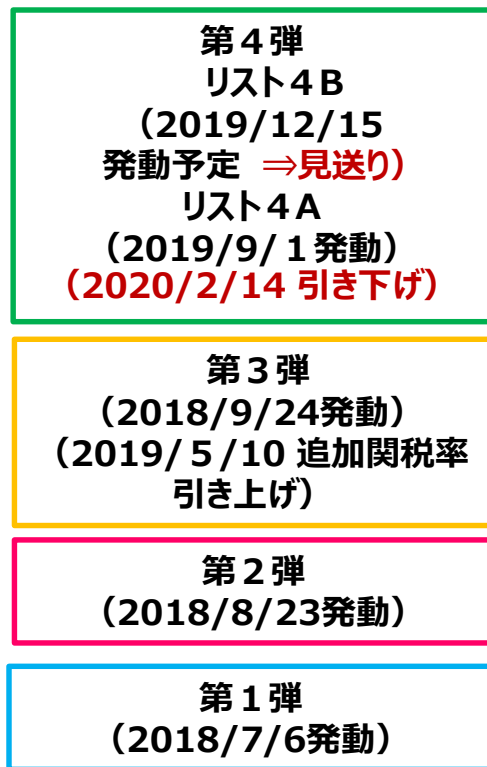 第４弾
リスト４B
（2019/12/15
発動予定 ⇒見送り）
リスト４A
（2019/9/１発動）
（2020/2/14 引き下げ）
第３弾
（2018/9/24発動）
（2019/５/10 追加関税率
引き上げ）
第２弾
（2018/8/23発動）
第１弾
（2018/7/6発動）